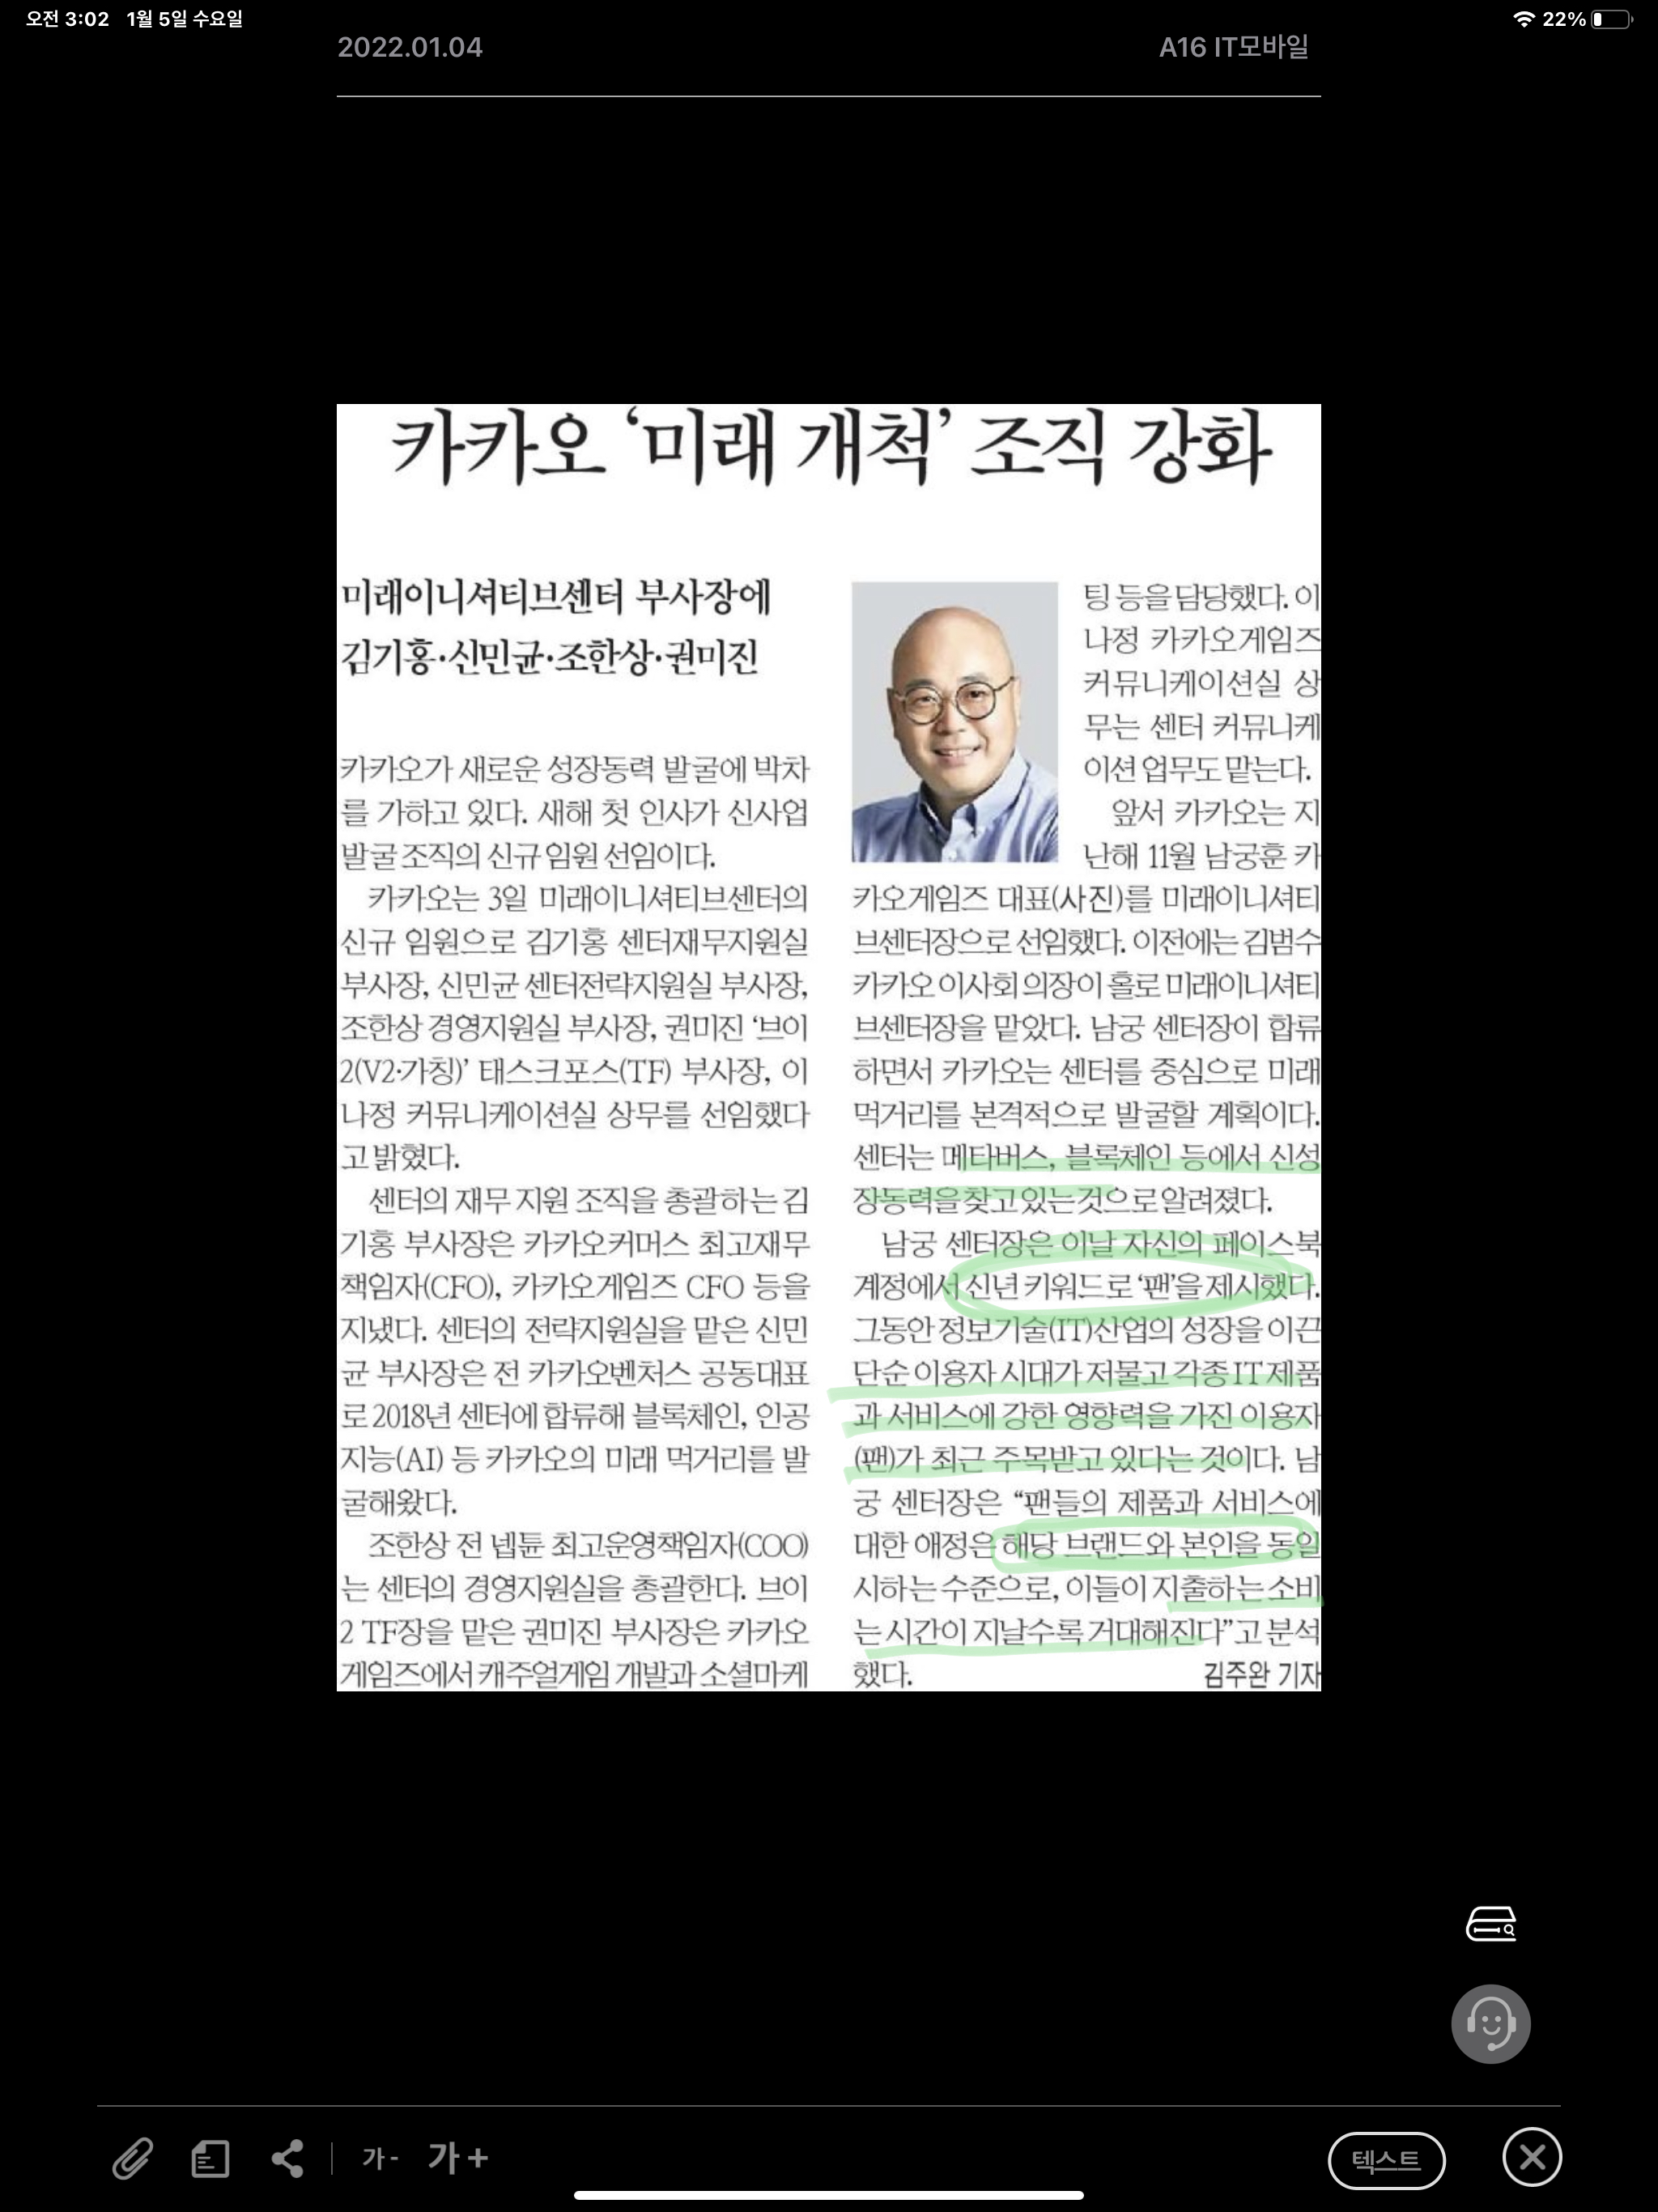 오전 3:02 1월 5일 수요일
22%
2022.01.04
A16 IT모바일
카카오 ‘미래 개척’ 조직 강화
미래이니셔티브센터 부사장에
김기홍·신민균·조한상·권미진
카카오가 새로운 성장동력 발굴에 박차
를 가하고 있다. 새해 첫 인사가 신사업
발굴 조직의 신규 임원 선임이다.
카카오는 3일 미래이니셔티브센터의
신규 임원으로 김기홍 센터재무지원실
부사장, 신민균 센터전략지원실 부사장,
조한상 경영지원실 부사장, 권미진 ‘브이
2(V2·가칭)’ 태스크포스(TF) 부사장, 이
나정 커뮤니케이션실 상무를 선임했다
고 밝혔다.
센터의 재무 지원 조직을 총괄하는 김
기홍 부사장은 카카오커머스 최고재무
책임자(CFO), 카카오게임즈 CFO 등을
지냈다. 센터의 전략지원실을 맡은 신민
균 부사장은 전 카카오벤처스 공동대표
로 2018년 센터에 합류해 블록체인, 인공
지능(AI) 등 카카오의 미래 먹거리를 발
굴해왔다.
조한상 전 넵튠 최고운영책임자(COO)
는 센터의 경영지원실을 총괄한다. 브이
2 TF장을 맡은 권미진 부사장은 카카오
게임즈에서 캐주얼게임 개발과 소셜마케
팅 등을 담당했다. 이
나정 카카오게임즈
커뮤니케이션실 상
무는 센터 커뮤니케
이션 업무도 맡는다.
앞서 카카오는 지
난해 11월 남궁훈 카
카오게임즈 대표(사진)를 미래이니셔티
브센터장으로 선임했다. 이전에는 김범수
카카오 이사회 의장이 홀로 미래이니셔티
브센터장을 맡았다. 남궁 센터장이 합류
하면서 카카오는 센터를 중심으로 미래
먹거리를 본격적으로 발굴할 계획이다.
센터는 메타버스, 블록체인 등에서 신성
장동력을 찾고 있는 것으로 알려졌다.
남궁 센터장은 이날 자신의 페이스북
계정에서 신년 키워드로 ‘팬’을 제시했다.
그동안 정보기술(IT)산업의 성장을 이끈
단순 이용자 시대가 저물고 각종 IT 제품
과 서비스에 강한 영향력을 가진 이용자
(팬)가 최근 주목받고 있다는 것이다. 남
궁 센터장은 “팬들의 제품과 서비스에
대한 애정은 해당 브랜드와 본인을 동일
시하는 수준으로, 이들이 지출하는 소비
는 시간이 지날수록 거대해진다”고 분석
했다.
김주완 기자
가- 가+
텍스트